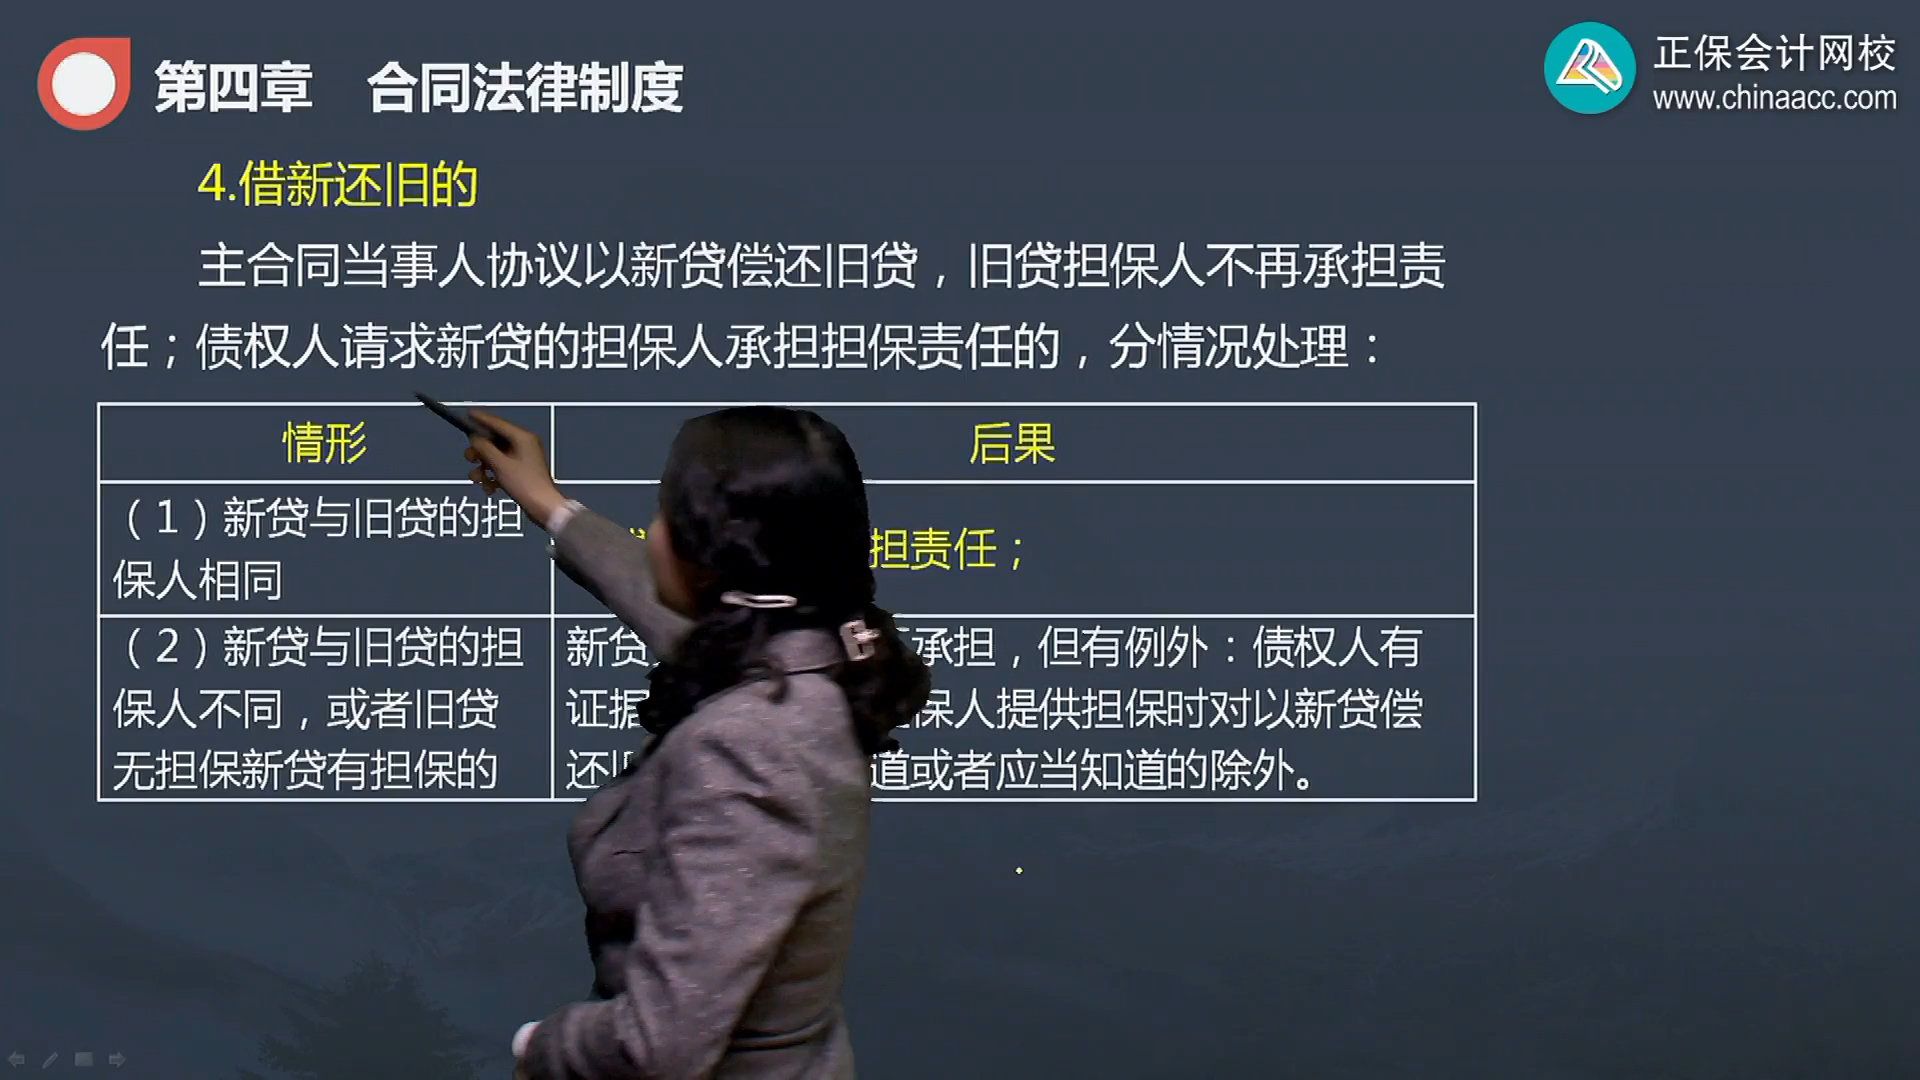 第四章 合同法律制度
正保会计网校
www.chinaacc.com
4.借新还旧的
主合同当事人协议以新贷偿还旧贷，旧贷担保人不再承担责
任；债权人请求新贷的担保人承担担保责任的，分情况处理：
情形
后果
（1）新贷与旧贷的担
保人相同
担责任；
（2）新贷与旧贷的担
保人不同，或者旧贷
无担保新贷有担保的
新贷 承担，但有例外：债权人有
证据 保人提供担保时对以新贷偿
还 道或者应当知道的除外。